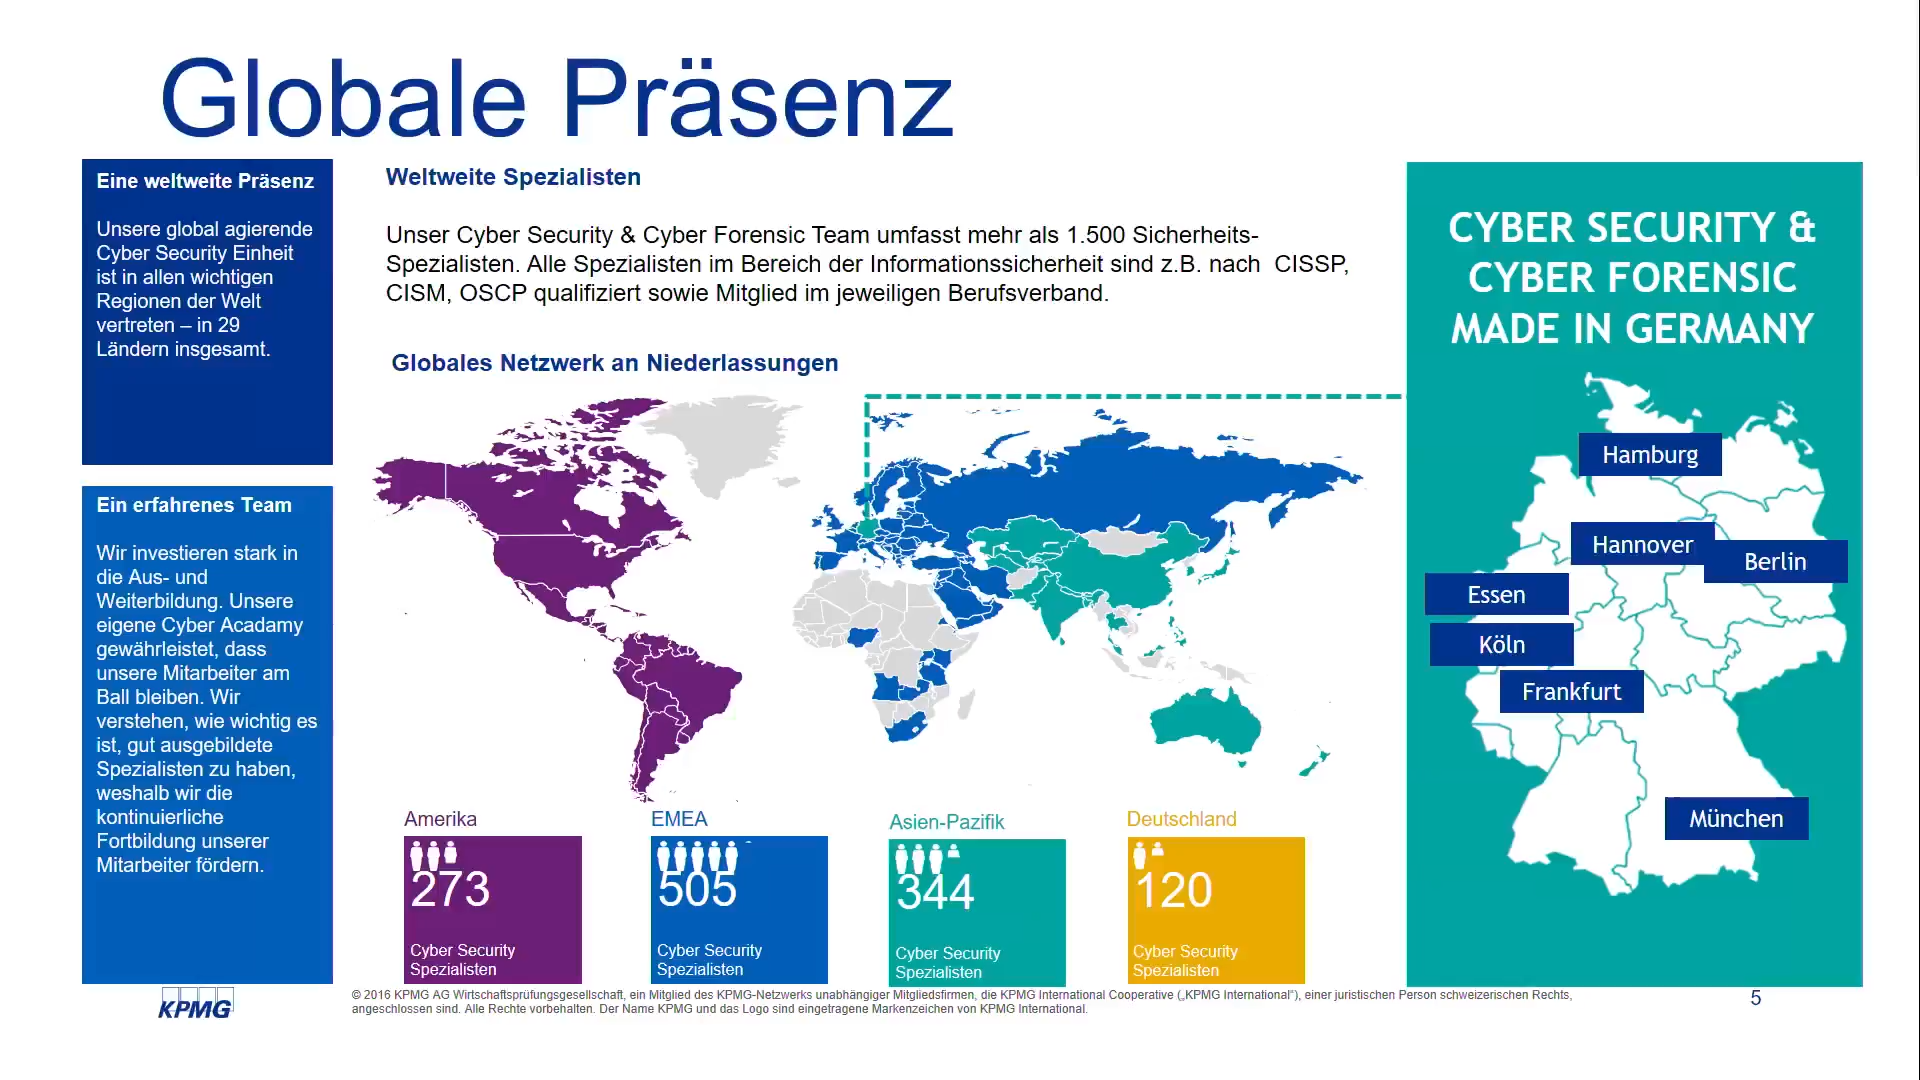 Globale Präsenz
Eine weltweite Präsenz
Unsere global agierende
Cyber Security Einheit
ist in allen wichtigen
Regionen der Welt
vertreten – in 29
Ländern insgesamt.
Ein erfahrenes Team
Wir investieren stark in
die Aus- und
Weiterbildung. Unsere
eigene Cyber Acadamy
gewährleistet, dass
unsere Mitarbeiter am
Ball bleiben. Wir
verstehen, wie wichtig es
ist, gut ausgebildete
Spezialisten zu haben,
weshalb wir die
kontinuierliche
Fortbildung unserer
Mitarbeiter fördern.
Weltweite Spezialisten
Unser Cyber Security & Cyber Forensic Team umfasst mehr als 1.500 Sicherheits-
Spezialisten. Alle Spezialisten im Bereich der Informationssicherheit sind z.B. nach CISSP,
CISM, OSCP qualifiziert sowie Mitglied im jeweiligen Berufsverband.
Globales Netzwerk an Niederlassungen
Amerika
273
Cyber Security
Spezialisten
EMEA
505
Cyber Security
Spezialisten
Asien-Pazifik
344
Cyber Security
Spezialisten
Deutschland
120
Cyber Security
Spezialisten
CYBER SECURITY &
CYBER FORENSIC
MADE IN GERMANY
Hamburg
Hannover
Berlin
Essen
Köln
Frankfurt
München
KPMG
© 2016 KPMG AG Wirtschaftsprüfungsgesellschaft, ein Mitglied des KPMG-Netzwerks unabhängiger Mitgliedsfirmen, die KPMG International Cooperative („KPMG International“), einer juristischen Person schweizerischen Rechts,
angeschlossen sind. Alle Rechte vorbehalten. Der Name KPMG und das Logo sind eingetragene Markenzeichen von KPMG International.
5